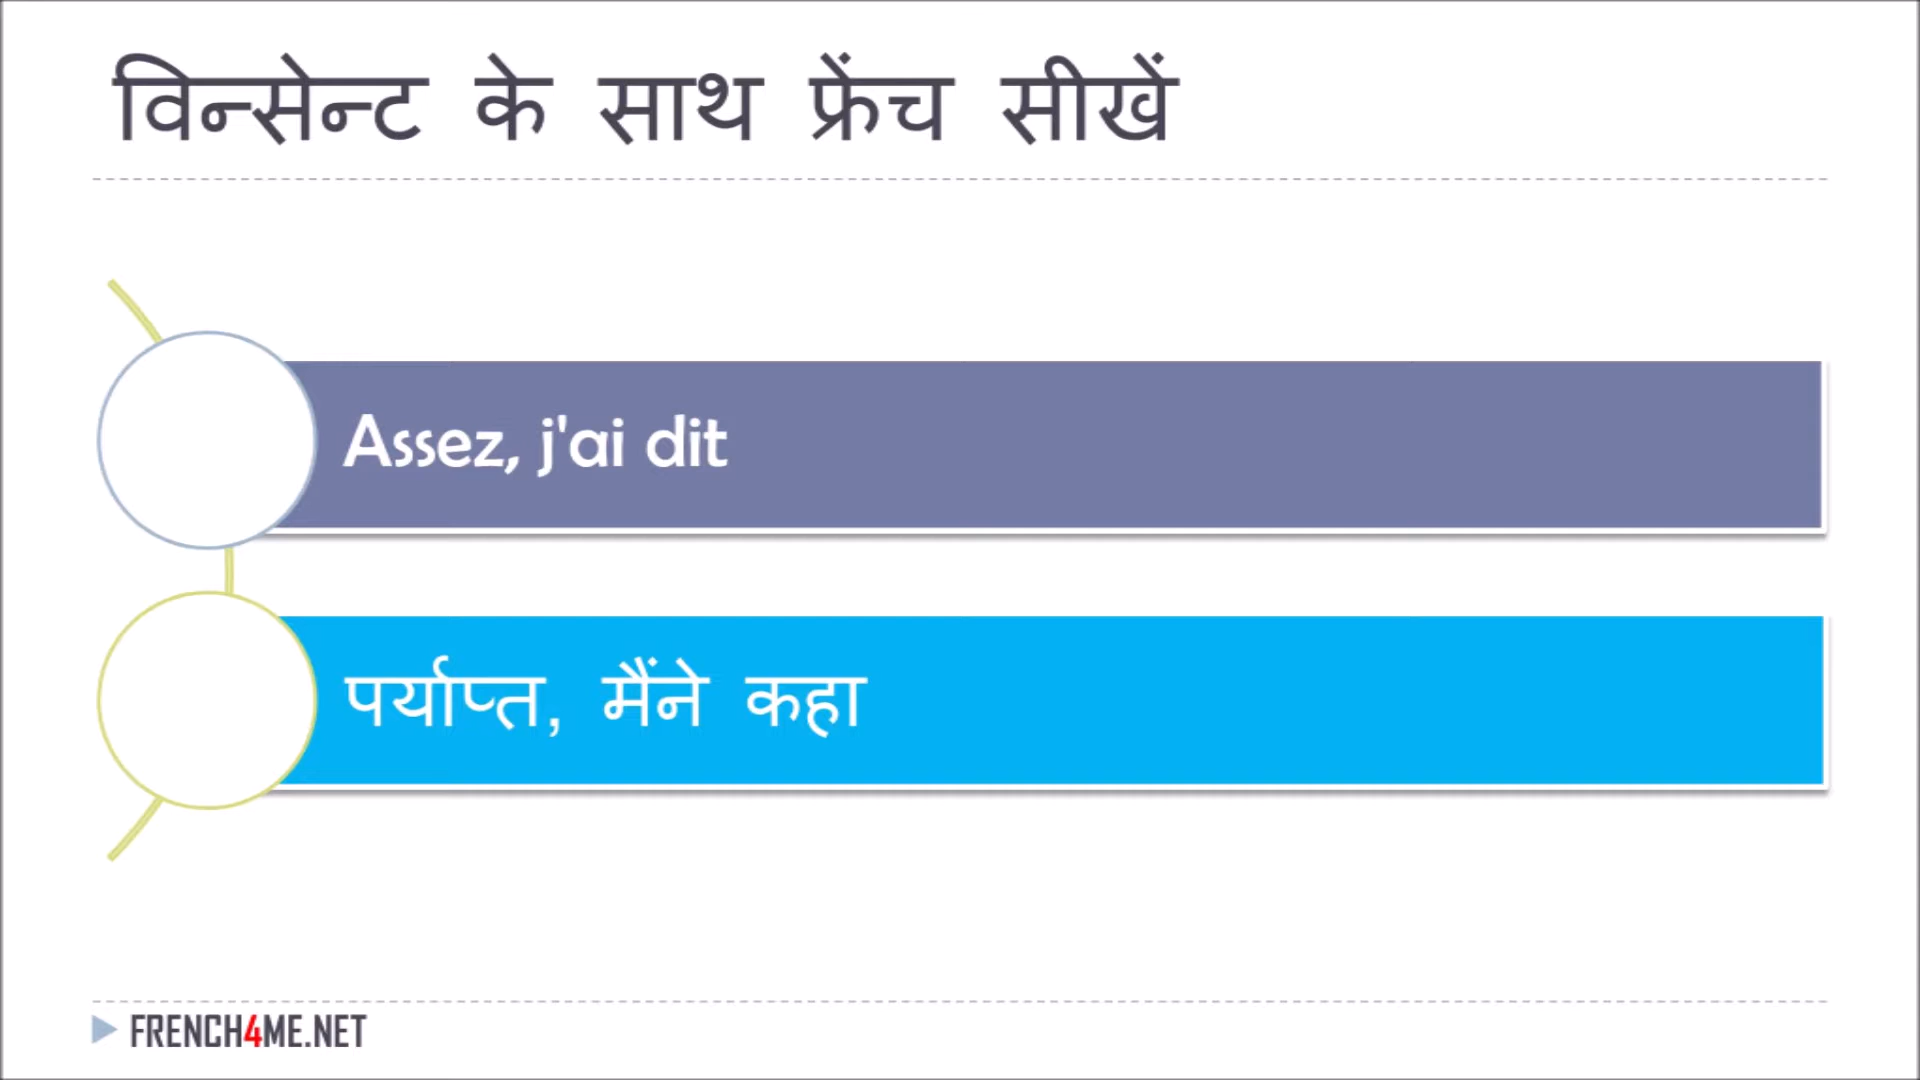 विन्सेन्ट के साथ फ्रेंच सीखें
Assez, j'ai dit
पर्याप्त, मैंने कहा
FRENCH4ME.NET